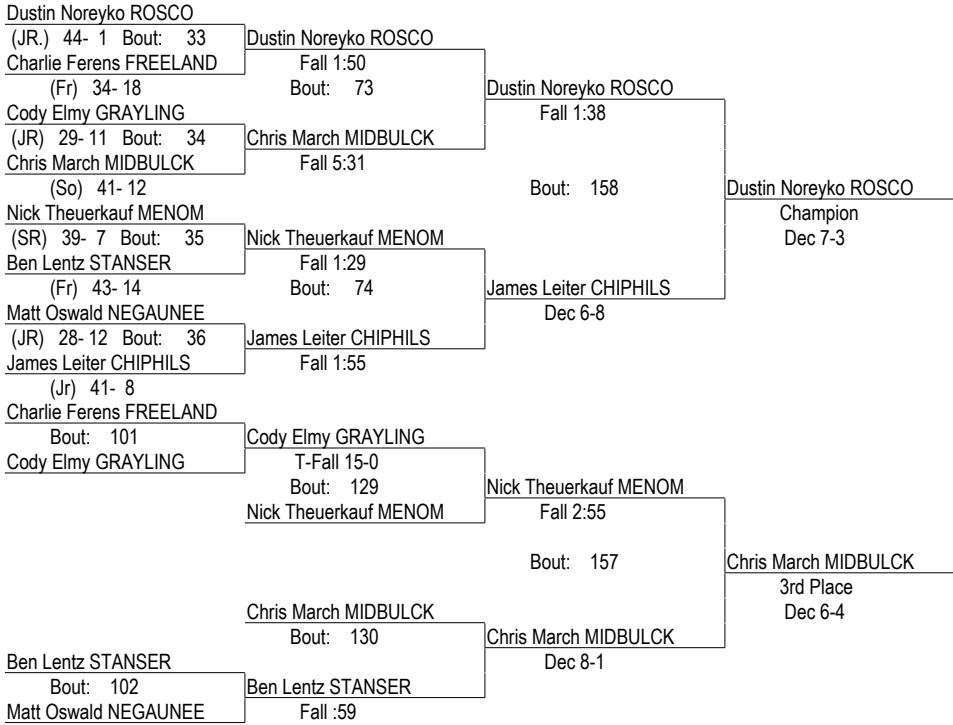 Dustin Noreyko ROSCO
(JR.) 44- 1 Bout: 33 Dustin Noreyko ROSCO
Charlie Ferens FREELAND Fall 1:50
(Fr) 34- 18 Bout: 73 Dustin Noreyko ROSCO
Cody Elmy GRAYLING Fall 1:38
(JR) 29- 11 Bout: 34 Chris March MIDBULCK
Chris March MIDBULCK Fall 5:31
(So) 41- 12 Bout: 158 Dustin Noreyko ROSCO
Nick Theuerkauf MENOM Champion
(SR) 39- 7 Bout: 35 Nick Theuerkauf MENOM Dec 7-3
Ben Lentz STANSER Fall 1:29
(Fr) 43- 14 Bout: 74 James Leiter CHIPHILS
Matt Oswald NEGAUNEE Dec 6-8
(JR) 28- 12 Bout: 36 James Leiter CHIPHILS
James Leiter CHIPHILS Fall 1:55
(Jr) 41- 8
Charlie Ferens FREELAND
Bout: 101 Cody Elmy GRAYLING
Cody Elmy GRAYLING T-Fall 15-0
Bout: 129 Nick Theuerkauf MENOM
Nick Theuerkauf MENOM Fall 2:55
Bout: 157 Chris March MIDBULCK
3rd Place
Chris March MIDBULCK Dec 6-4
Bout: 130 Chris March MIDBULCK
Ben Lentz STANSER Dec 8-1
Bout: 102 Ben Lentz STANSER
Matt Oswald NEGAUNEE Fall :59